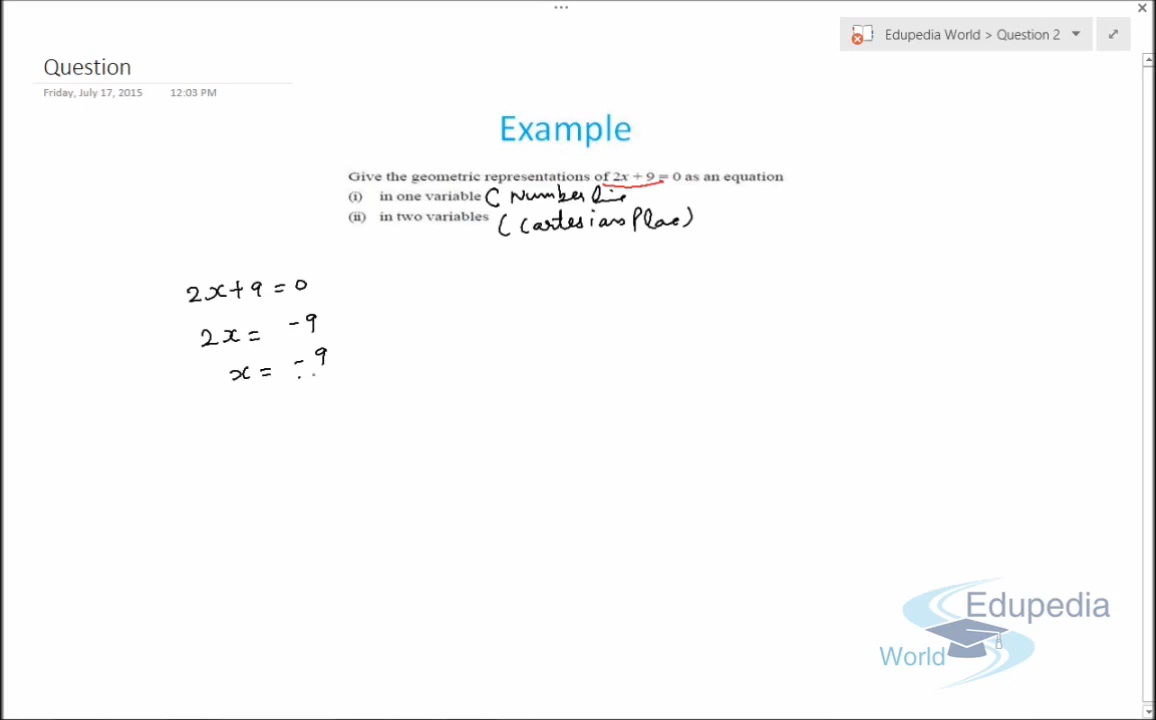 ...
Edupedia World > Question 2
Question
Friday, July 17, 2015 12:03 PM
Example
Give the geometric representations of 2x + 9 = 0 as an equation
(i) in one variable ( Number line
(ii) in two variables ( Cartesian Plae)
2x+9 = 0
2x = -9
x = -9
Edupedia
World